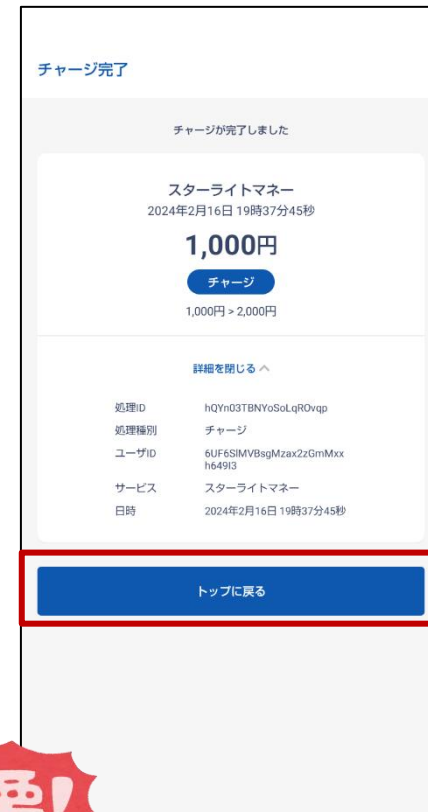 チャージ完了
チャージが完了しました
スターライトマネー
2024年2月16日 19時37分45秒
1,000円
チャージ
1,000円 > 2,000円
詳細を閉じる
処理ID hQYn03TBNYoSoLqROvqp
処理種別 チャージ
ユーザID 6UF6SlMVBsgMzax2zGmMxx
h649I3
サービス スターライトマネー
日時 2024年2月16日 19時37分45秒
トップに戻る